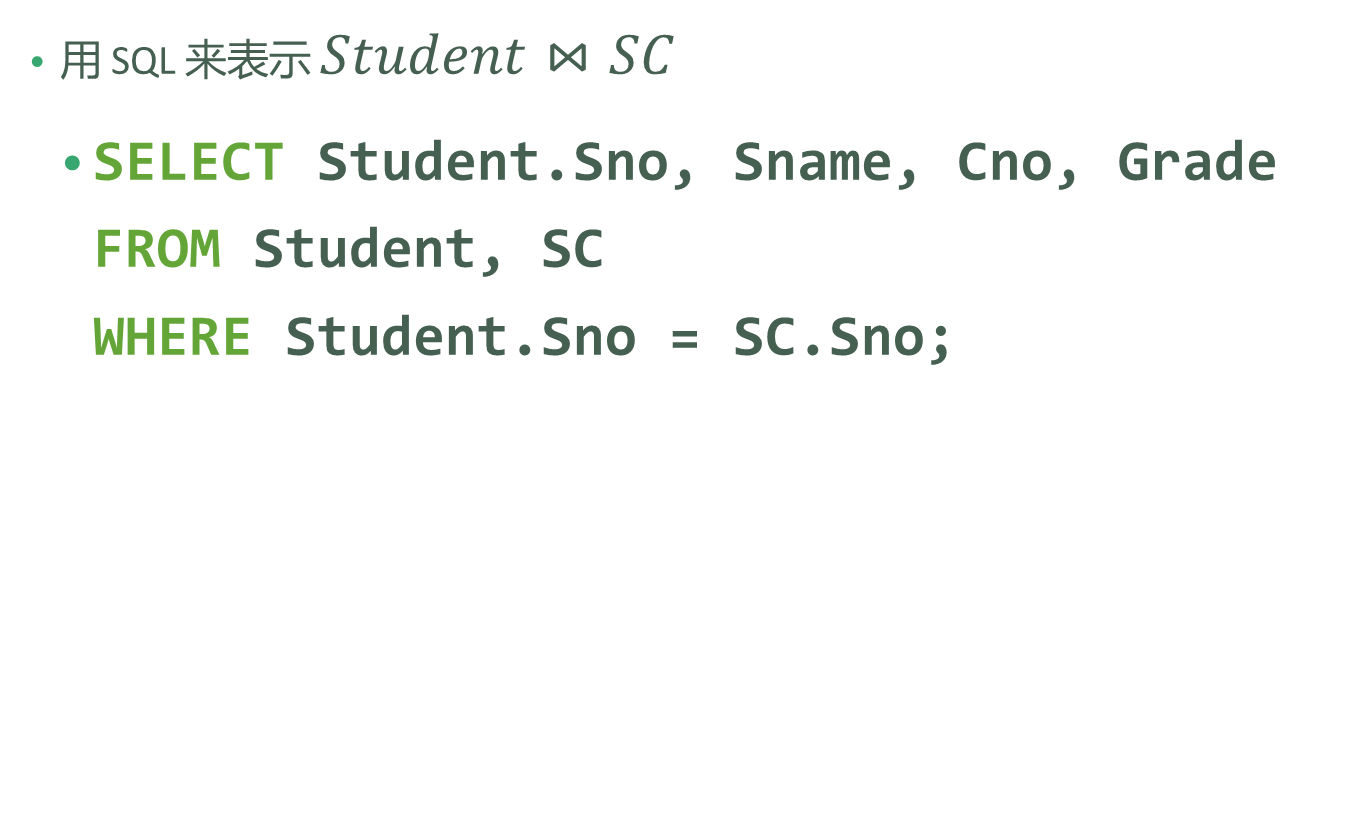 • 用 SQL 来表示 Student ⋈ SC
• SELECT Student.Sno, Sname, Cno, Grade
FROM Student, SC
WHERE Student.Sno = SC.Sno;